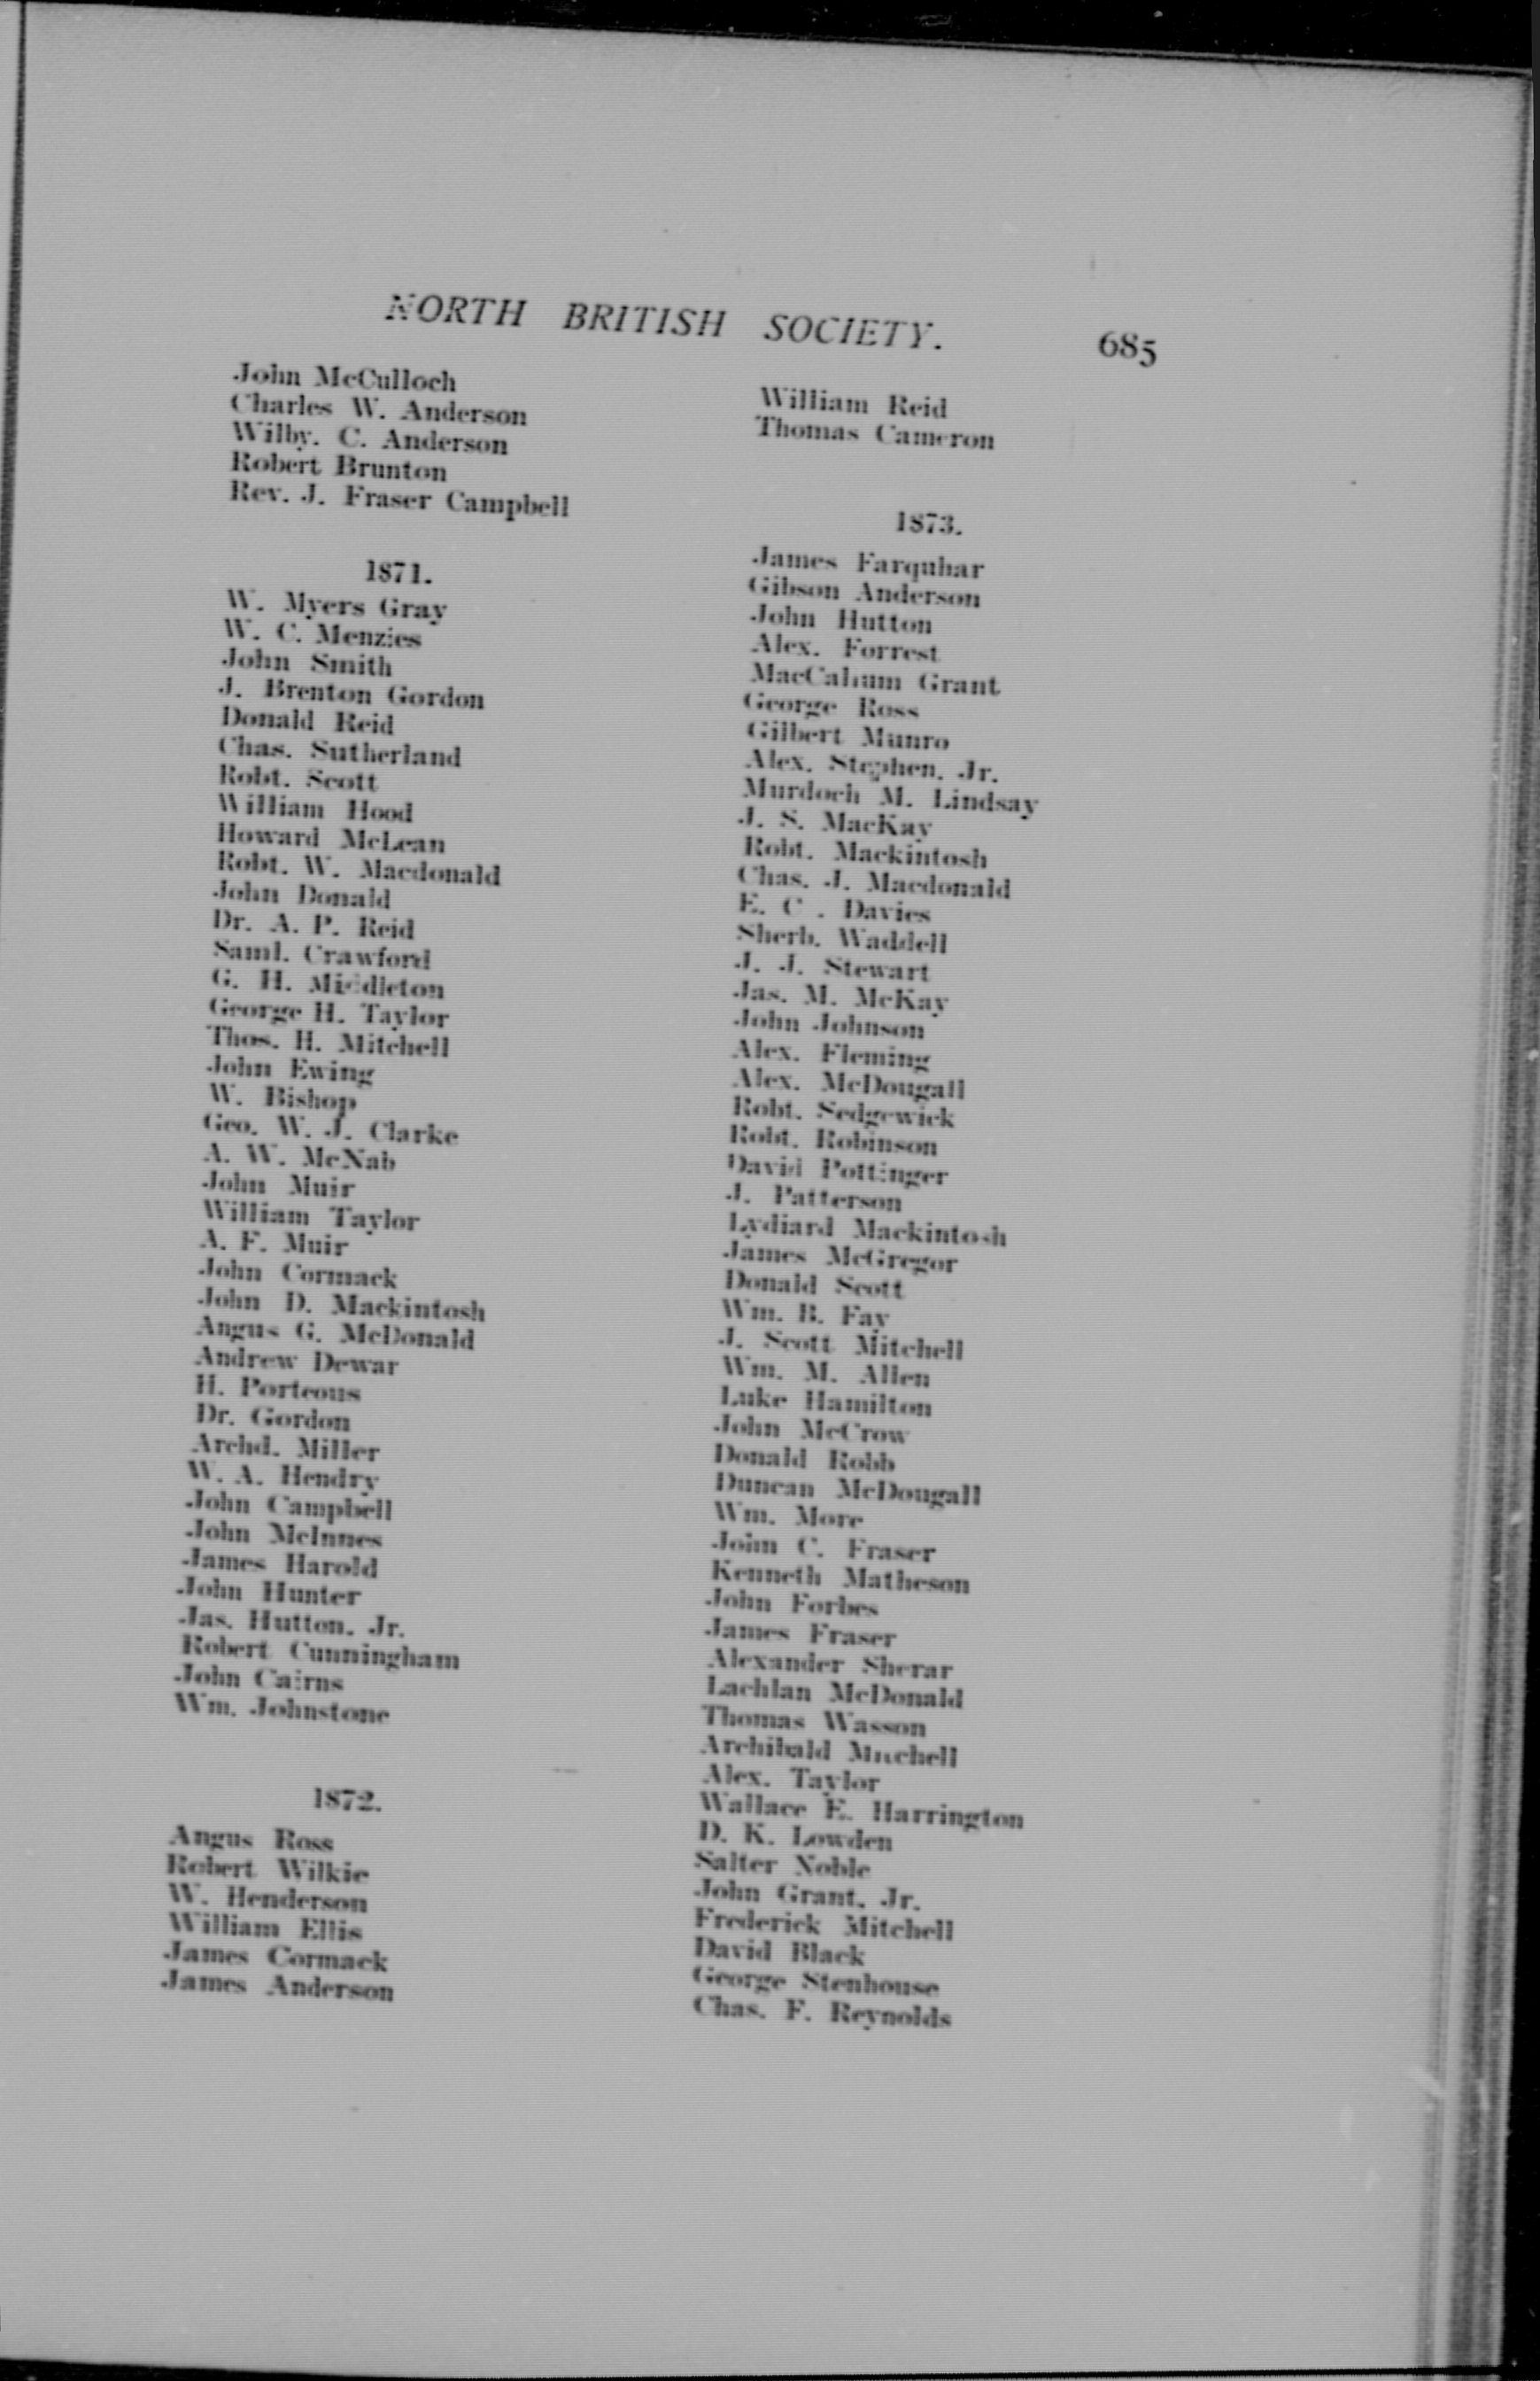 NORTH BRITISH SOCIETY. 685
John McCulloch
Charles W. Anderson
Wilby. C. Anderson
Robert Brunton
Rev. J. Fraser Campbell
1871.
W. Myers Gray
W. C. Menzies
John Smith
J. Brenton Gordon
Donald Reid
Chas. Sutherland
Robt. Scott
William Hood
Howard McLean
Robt. W. Macdonald
John Donald
Dr. A. P. Reid
Saml. Crawford
G. H. Middleton
George H. Taylor
Thos. H. Mitchell
John Ewing
W. Bishop
Geo. W. J. Clarke
A. W. McNab
John Muir
William Taylor
A. F. Muir
John Cormack
John D. Mackintosh
Angus G. McDonald
Andrew Dewar
H. Porteous
Dr. Gordon
Archd. Miller
W. A. Hendry
John Campbell
John McInnes
James Harold
John Hunter
Jas. Hutton. Jr.
Robert Cunningham
John Cairns
Wm. Johnstone
1872.
Angus Ross
Robert Wilkie
W. Henderson
William Ellis
James Cormack
James Anderson
William Reid
Thomas Cameron
1873.
James Farquhar
Gibson Anderson
John Hutton
Alex. Forrest
MacCalium Grant
George Ross
Gilbert Munro
Alex. Stephen. Jr.
Murdoch M. Lindsay
J. S. MacKay
Robt. Mackintosh
Chas. J. Macdonald
E. C . Davies
Sherb. Waddell
J. J. Stewart
Jas. M. McKay
John Johnson
Alex. Fleming
Alex. McDougall
Robt. Sedgewick
Robt. Robinson
David Pottinger
J. Patterson
Lydiard Mackintosh
James McGregor
Donald Scott
Wm. B. Fay
J. Scott Mitchell
Wm. M. Allen
Luke Hamilton
John McCrow
Donald Robb
Duncan McDougall
Wm. More
John C. Fraser
Kenneth Matheson
John Forbes
James Fraser
Alexander Sherar
Lachlan McDonald
Thomas Wasson
Archibald Mitchell
Alex. Taylor
Wallace E. Harrington
D. K. Lowden
Salter Noble
John Grant. Jr.
Frederick Mitchell
David Black
George Stenhouse
Chas. F. Reynolds